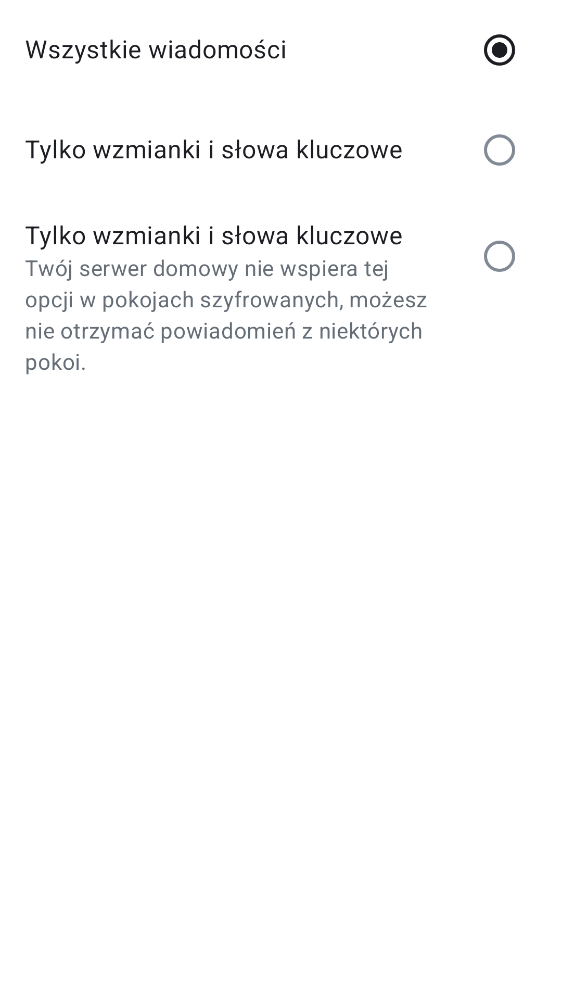 Wszystkie wiadomości
Tylko wzmianki i słowa kluczowe
Tylko wzmianki i słowa kluczowe
Twój serwer domowy nie wspiera tej
opcji w pokojach szyfrowanych, możesz
nie otrzymać powiadomień z niektórych
pokoi.